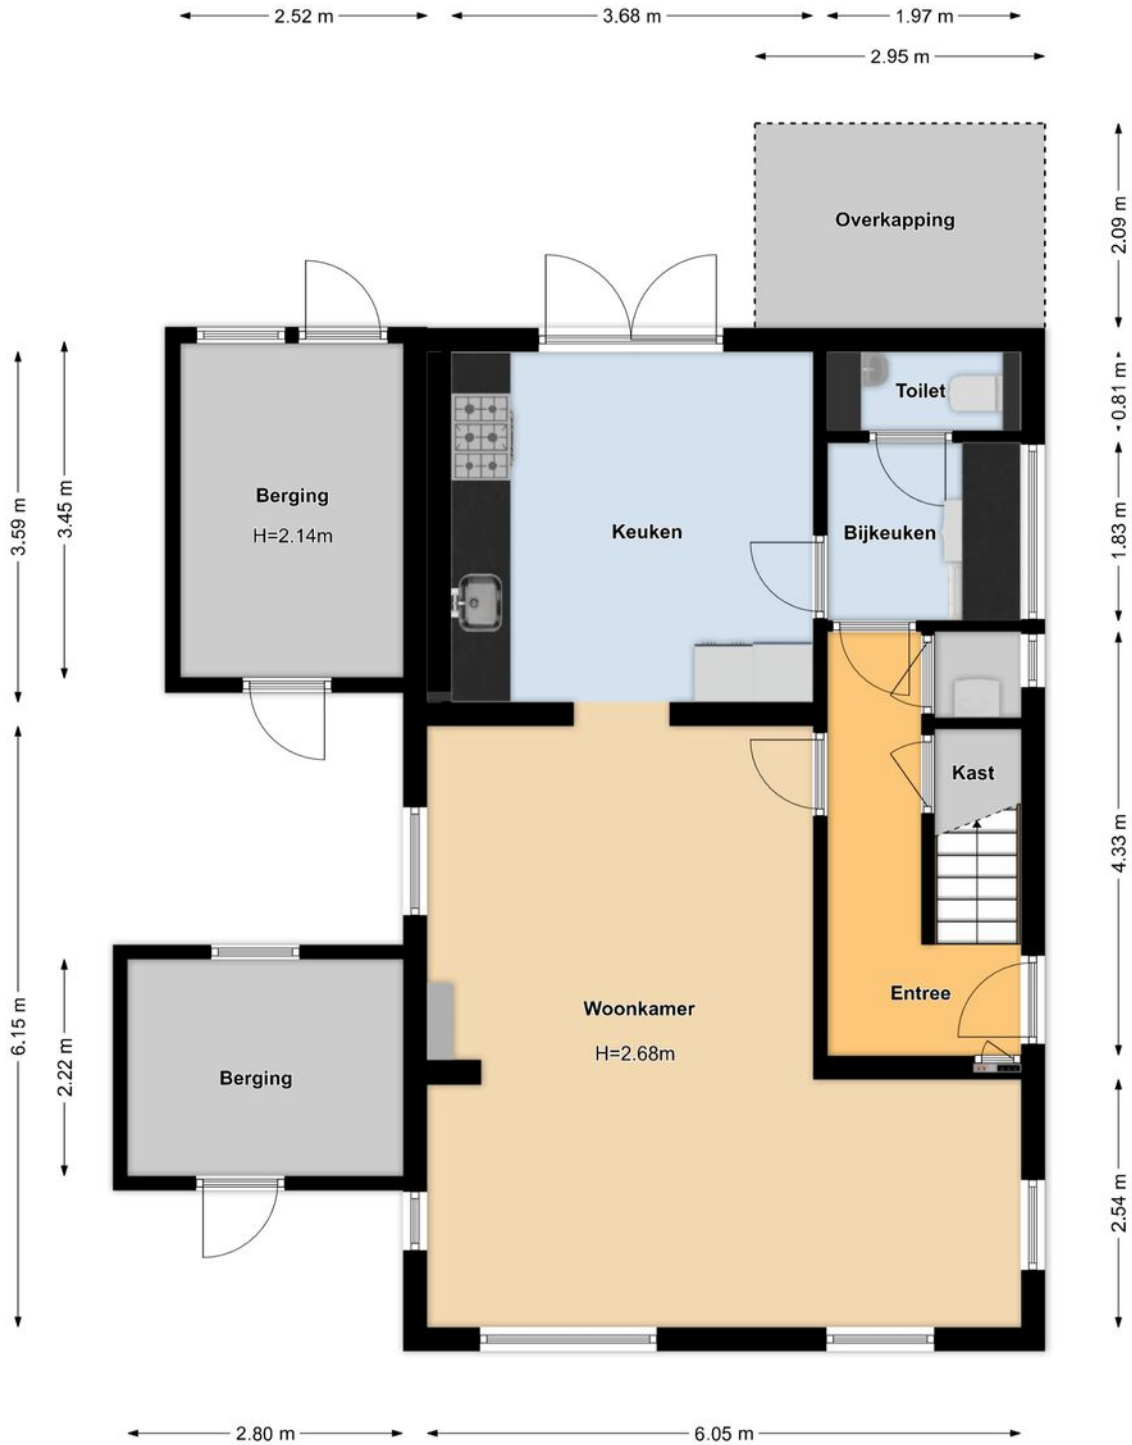 2.52 m
3.68 m
1.97 m
2.95 m
Overkapping
2.09 m
Toilet
0.81 m
Berging
H=2.14m
Keuken
Bijkeuken
3.59 m
3.45 m
1.83 m
Kast
4.33 m
Entree
Woonkamer
H=2.68m
Berging
6.15 m
2.22 m
2.54 m
2.80 m
6.05 m